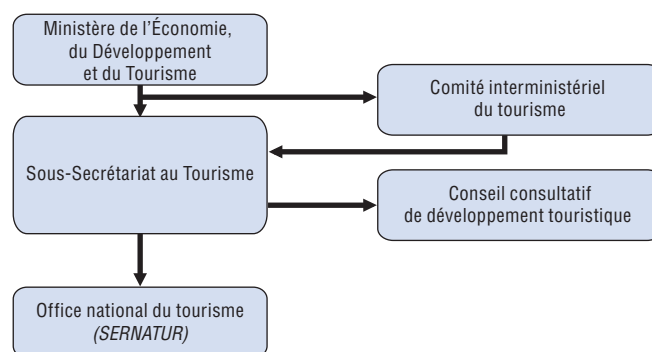 Ministère de l'Économie,
du Développement
et du Tourisme
Comité interministériel
du tourisme
Sous-Secrétariat au Tourisme
Conseil consultatif
de développement touristique
Office national du tourisme
(SERNATUR)